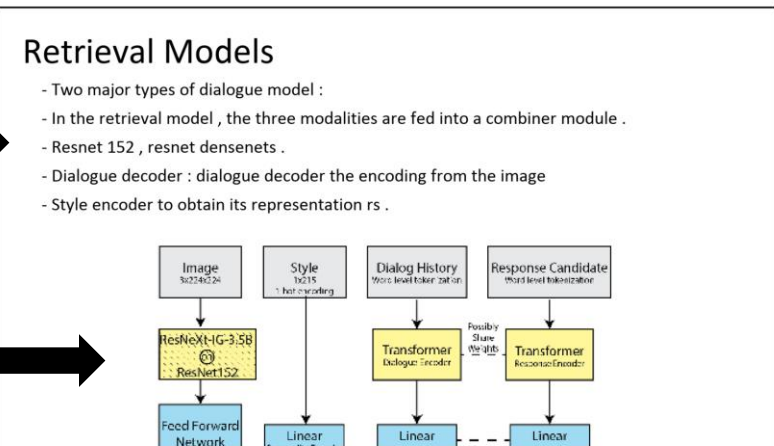 Retrieval Models
- Two major types of dialogue model :
- In the retrieval model , the three modalities are fed into a combiner module .
- Resnet 152 , resnet densenets .
- Dialogue decoder : dialogue decoder the encoding from the image
- Style encoder to obtain its representation rs .
Image
3x224x224
Style
1x215
1 hot encoding
Dialog History
Word level tokenization
Response Candidate
Word level tokenization
ResNeXt-IG-3.5B
ResNet152
Transformer
Dialogue Encoder
Possibly
Share
Weights
Transformer
Response Encoder
Feed Forward
Network
Linear
Linear
Linear